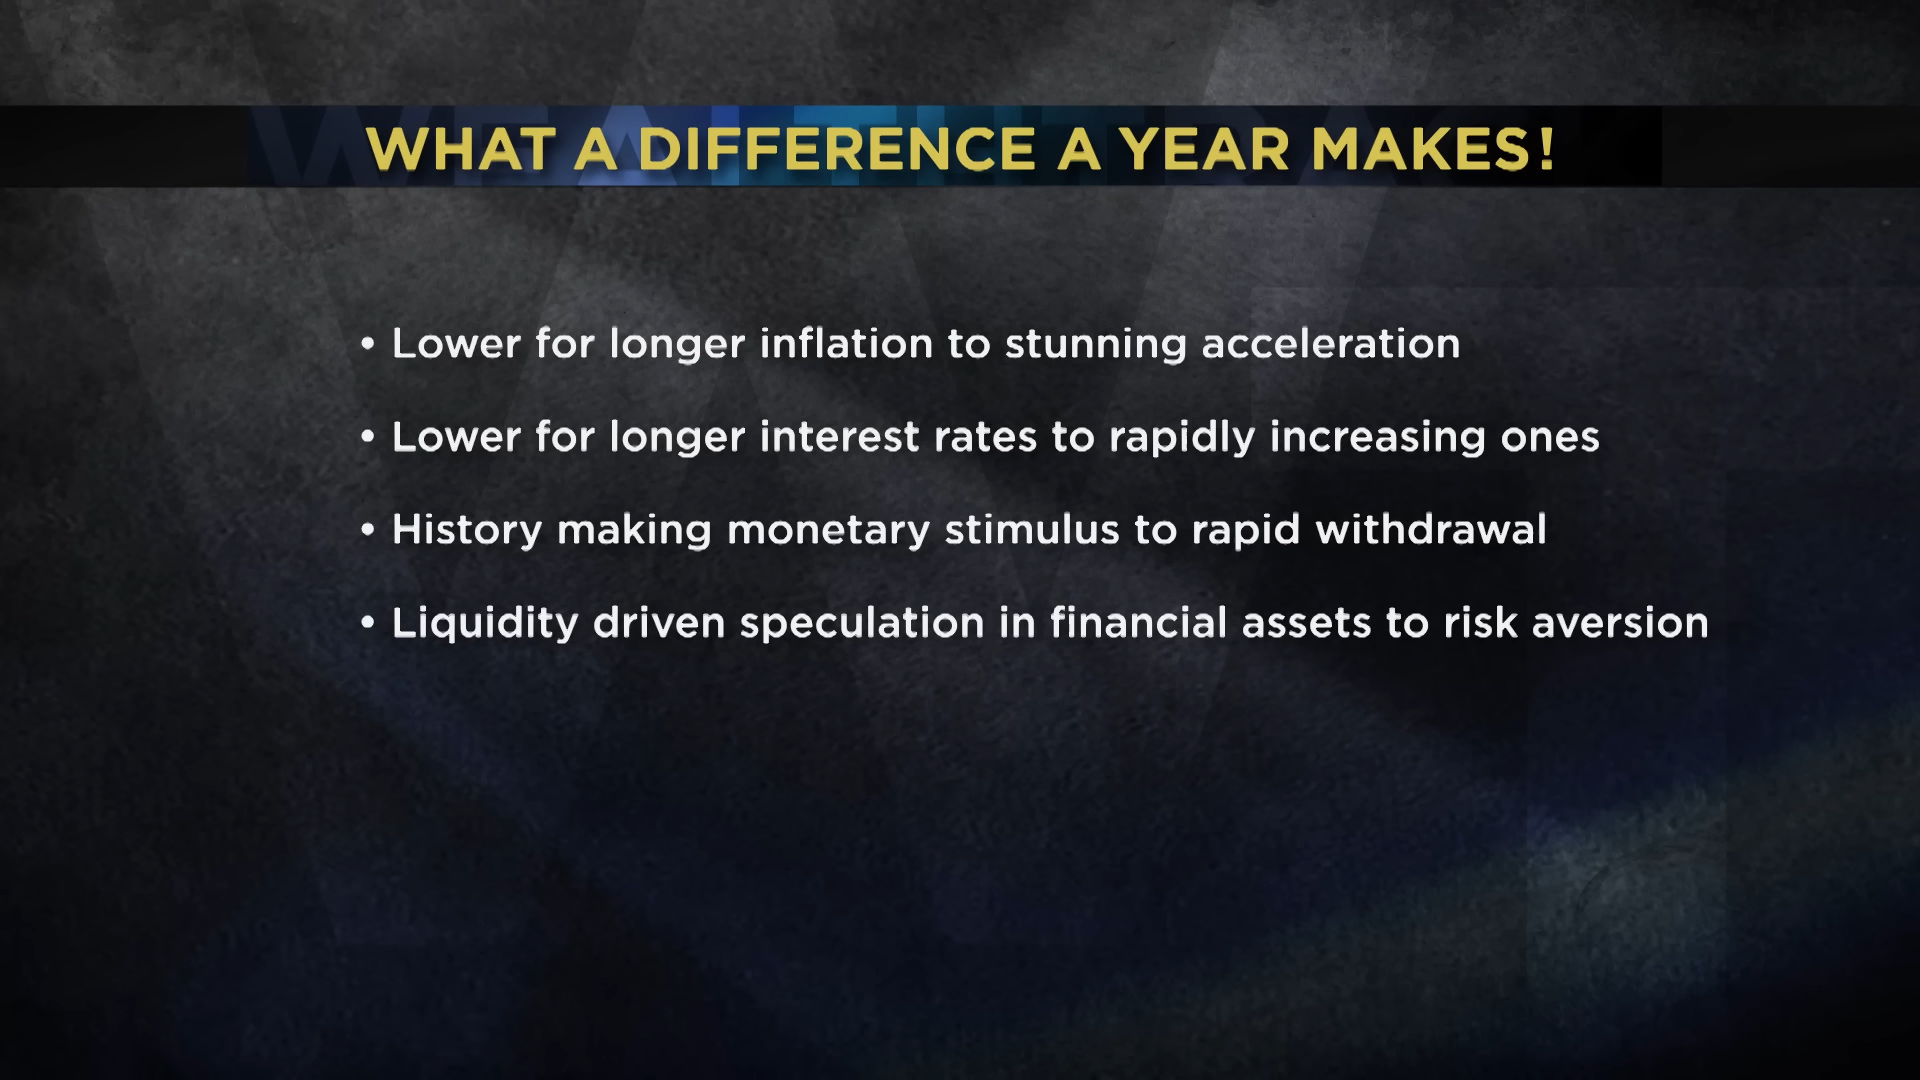 WHAT A DIFFERENCE A YEAR MAKES!
• Lower for longer inflation to stunning acceleration
• Lower for longer interest rates to rapidly increasing ones
• History making monetary stimulus to rapid withdrawal
• Liquidity driven speculation in financial assets to risk aversion